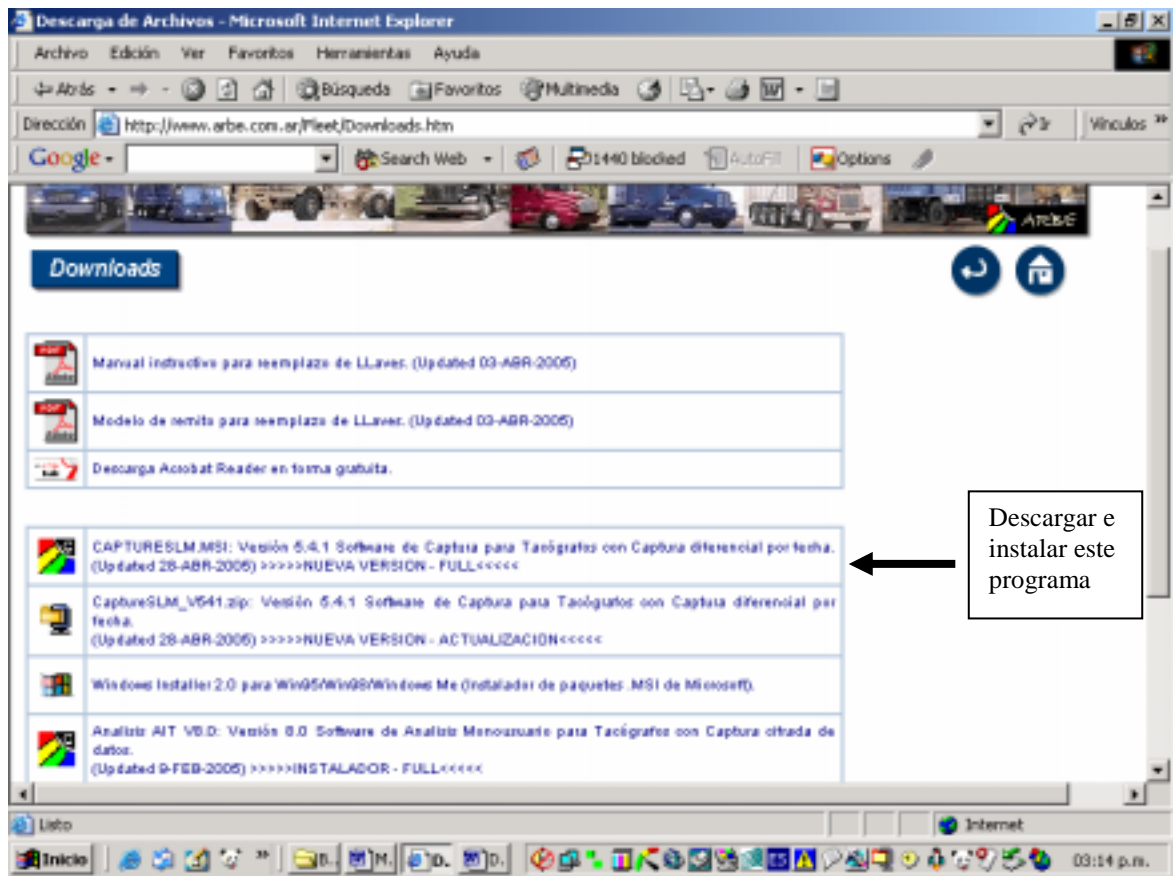 Descarga de Archivos - Microsoft Internet Explorer
Archivo Edición Ver Favoritos Herramientas Ayuda
Atrás Búsqueda Favoritos Multimedia
Dirección http://www.arbe.com.ar/Fleet/Downloads.htm Ir Vínculos »
Google Search Web 1440 blocked AutoFill Options
ARBE
Downloads
Manual instructivo para reemplazo de LLaves. (Updated 03-ABR-2005)
Modelo de remito para reemplazo de LLaves. (Updated 03-ABR-2005)
Descarga Acrobat Reader en forma gratuita.
Descargar e
instalar este
programa
CAPTURESLM.MSI: Versión 5.4.1 Software de Captura para Tacógrafos con Captura diferencial por fecha.
(Updated 28-ABR-2005) >>>>>NUEVA VERSION - FULL<<<<<
CaptureSLM_V541.zip: Versión 5.4.1 Software de Captura para Tacógrafos con Captura diferencial por
fecha.
(Updated 28-ABR-2005) >>>>>NUEVA VERSION - ACTUALIZACION<<<<<
Windows Installer 2.0 para Win95/Win98/Windows Me (Instalador de paquetes .MSI de Microsoft).
Analisis AIT V8.D: Versión 8.0 Software de Analisis Monousuario para Tacógrafos con Captura cifrada de
datos.
(Updated 9-FEB-2005) >>>>>INSTALADOR - FULL<<<<<
Listo Internet
Inicio » B.. M. D. D. ES 03:14 p.m.